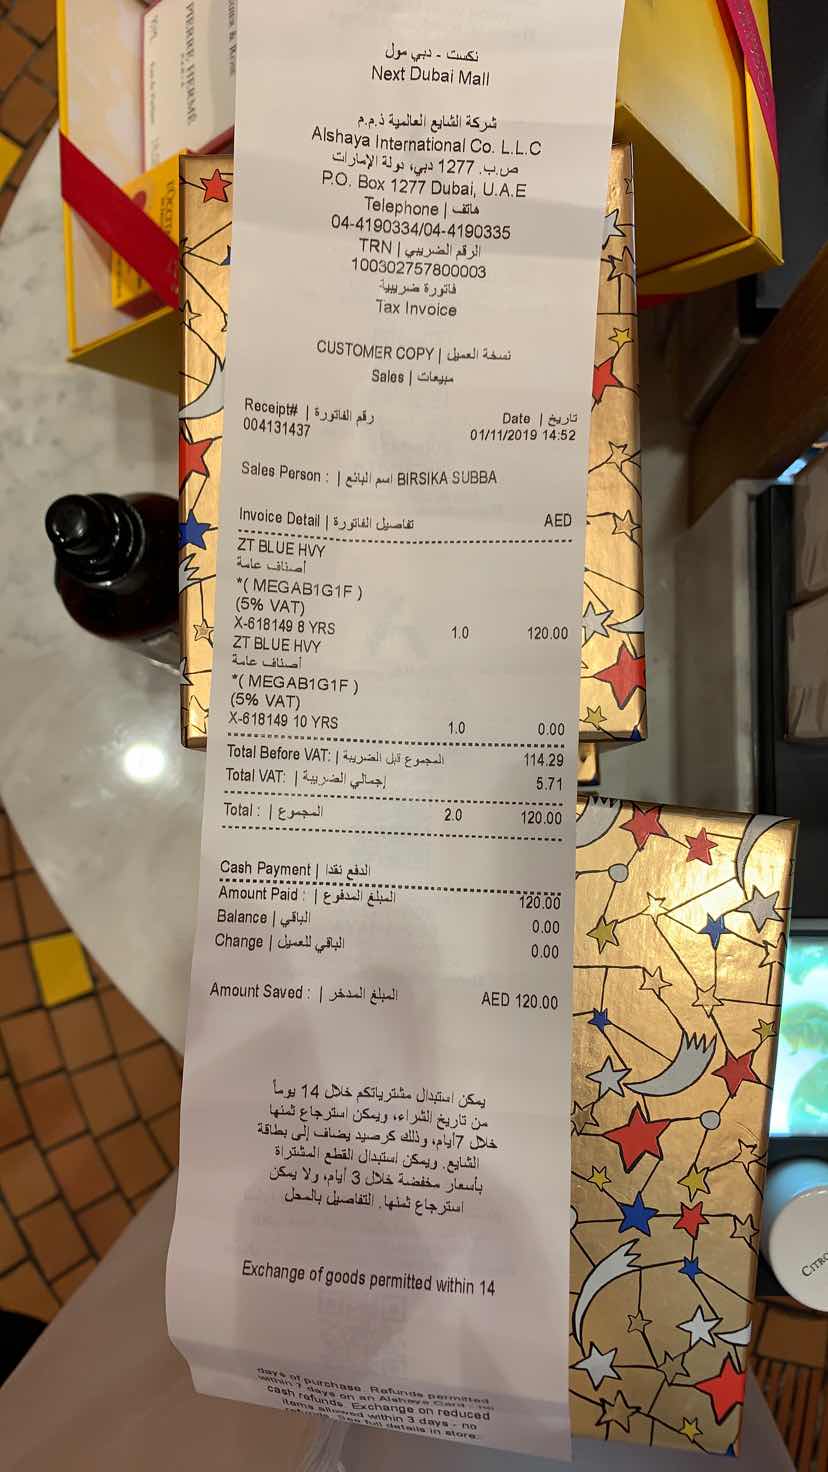 نكست - دبي مول
Next Dubai Mall
شركة الشايع العالمية ذ.م.م
Alshaya International Co. L.L.C
ص.ب. 1277 دبي، دولة الإمارات
P.O. Box 1277 Dubai, U.A.E
Telephone | هاتف
04-4190334/04-4190335
TRN | الرقم الضريبي
100302757800003
فاتورة ضريبية
Tax Invoice
CUSTOMER COPY | نسخة العميل
Sales | مبيعات
Receipt# | رقم الفاتورة Date | تاريخ
004131437 01/11/2019 14:52
Sales Person : | اسم البائع BIRSIKA SUBBA
Invoice Detail | تفاصيل الفاتورة AED
ZT BLUE HVY
أصناف عامة
*( MEGAB1G1F )
(5% VAT)
X-618149 8 YRS 1.0 120.00
ZT BLUE HVY
أصناف عامة
*( MEGAB1G1F )
(5% VAT)
X-618149 10 YRS 1.0 0.00
Total Before VAT: | المجموع قبل الضريبة 114.29
Total VAT: | إجمالي الضريبة 5.71
Total : | المجموع 2.0 120.00
Cash Payment | الدفع نقدا
Amount Paid : | المبلغ المدفوع 120.00
Balance | الباقي 0.00
Change | الباقي للعميل 0.00
Amount Saved : | المبلغ المدخر AED 120.00
يمكن استبدال مشترياتكم خلال 14 يوماً
من تاريخ الشراء، ويمكن استرجاع ثمنها
خلال 7أيام، وذلك كرصيد يضاف إلى بطاقة
الشايع. ويمكن استبدال القطع المشتراة
بأسعار مخفضة خلال 3 أيام، ولا يمكن
استرجاع ثمنها. التفاصيل بالمحل
Exchange of goods permitted within 14
days of purchase. Refunds permitted
within 7 days on an Alshaya Card - no
cash refunds. Exchange on reduced
items allowed within 3 days - no
refunds. See full details in store.
PIERRE HERMÉ